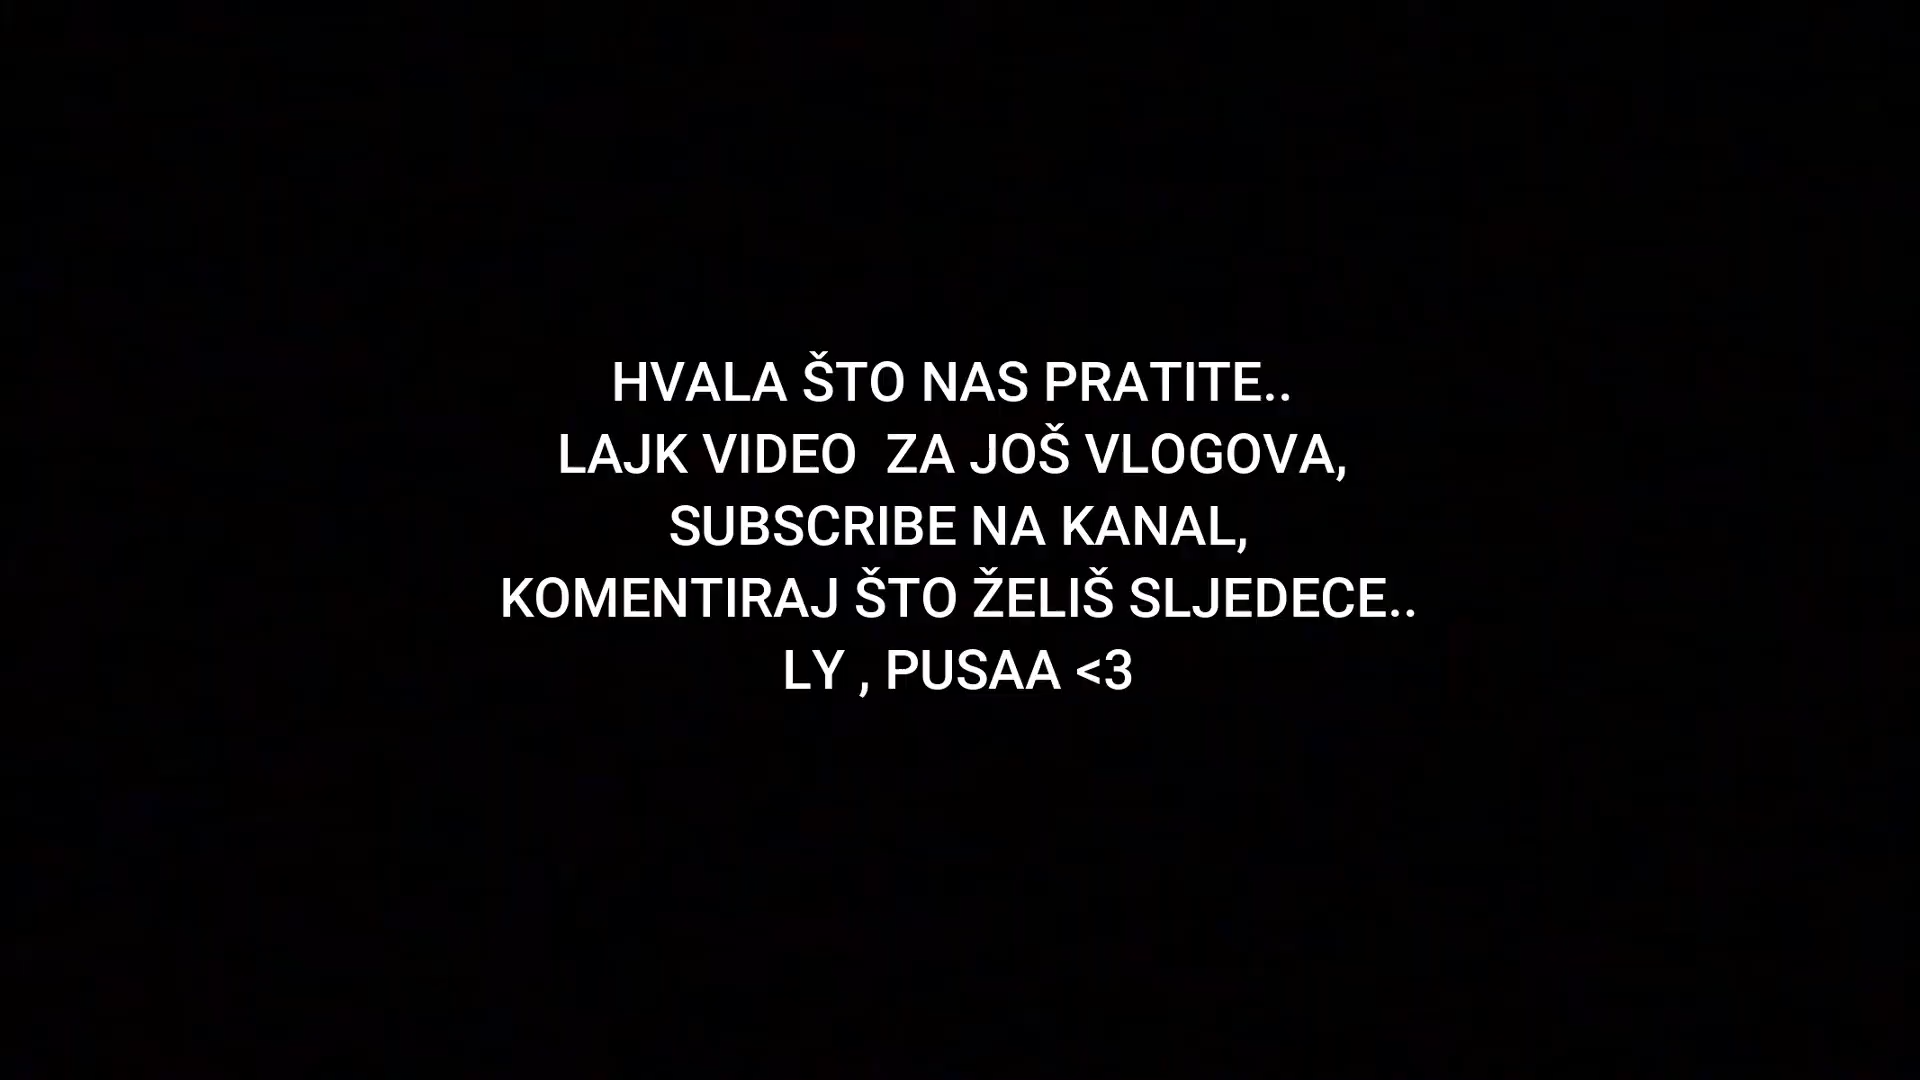 HVALA ŠTO NAS PRATITE..
LAJK VIDEO  ZA JOŠ VLOGOVA,
SUBSCRIBE NA KANAL,
KOMENTIRAJ ŠTO ŽELIŠ SLJEDECE..
LY , PUSAA <3